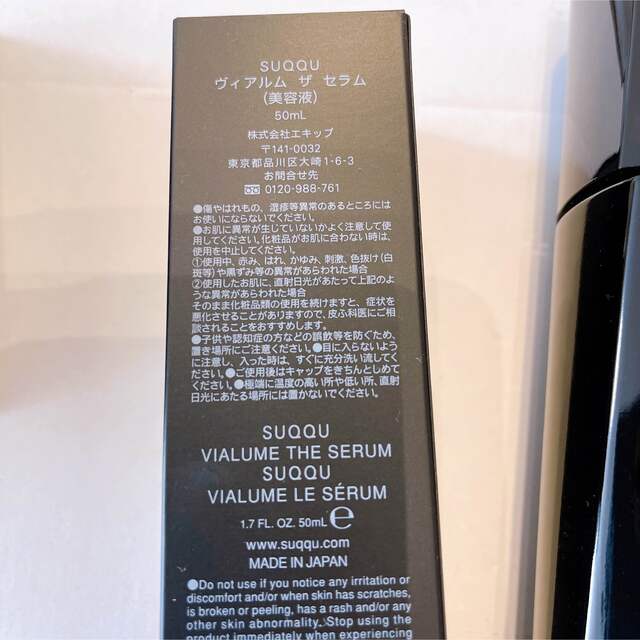 SUQQU
ヴィアルム ザ セラム
(美容液)
50mL
株式会社エキップ
〒141-0032
東京都品川区大崎1-6-3
お問合せ先
0120-988-761
●傷やはれもの、湿疹等異常のあるところには
お使いにならないでください。
●お肌に異常が生じていないかよく注意して使
用してください。化粧品がお肌に合わない時は、
使用を中止してください。
①使用中、赤み、はれ、かゆみ、刺激、色抜け(白
斑等)や黒ずみ等の異常があらわれた場合
②使用したお肌に、直射日光があたって上記のよ
うな異常があらわれた場合
そのまま化粧品類の使用を続けますと、症状を
悪化させることがありますので、皮ふ科医にご相
談されることをおすすめします。
●子供や認知症の方などの誤飲等を防ぐため、
置き場所にご注意ください。●目に入らないよう
に注意し、入った時は、すぐに充分洗い流してく
ださい。●ご使用後はキャップをきちんとしめて
ください。●極端に温度の高い所や低い所、直射
日光にあたる場所には置かないでください。
SUQQU
VIALUME THE SERUM
SUQQU
VIALUME LE SÉRUM
1.7 FL. OZ. 50mL ℮
www.suqqu.com
MADE IN JAPAN
●Do not use if you notice any irritation or
discomfort and/or when skin has scratches,
is broken or peeling, has a rash and/or any
other skin abnormality. Stop using the
product immediately when experiencing